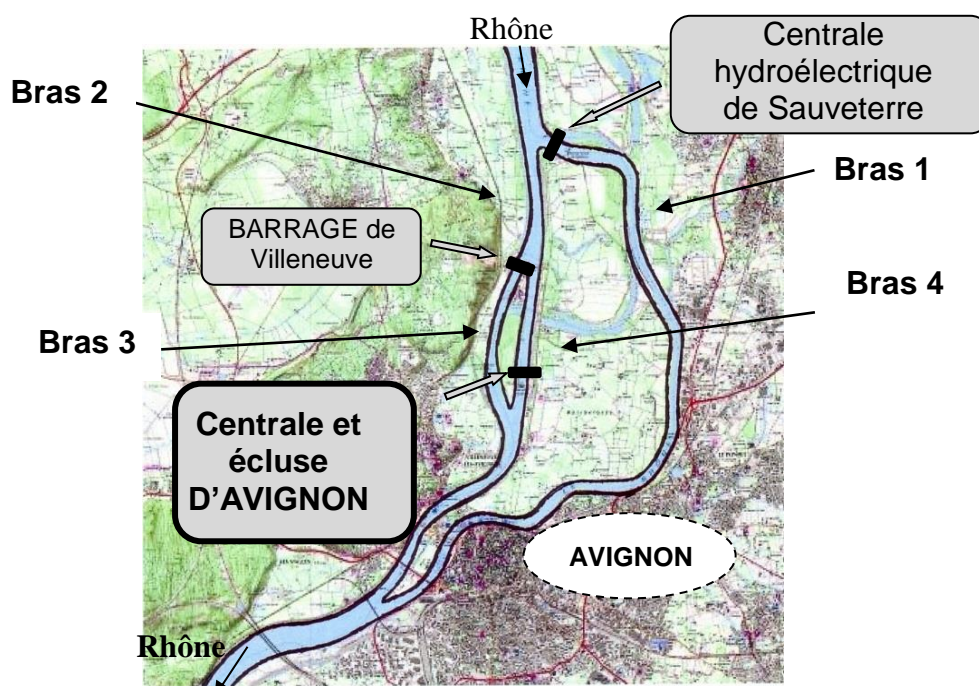 Rhône
Centrale
hydroélectrique
de Sauveterre
Bras 2
Bras 1
BARRAGE de
Villeneuve
Bras 4
Bras 3
Centrale et
écluse
D'AVIGNON
AVIGNON
Rhône